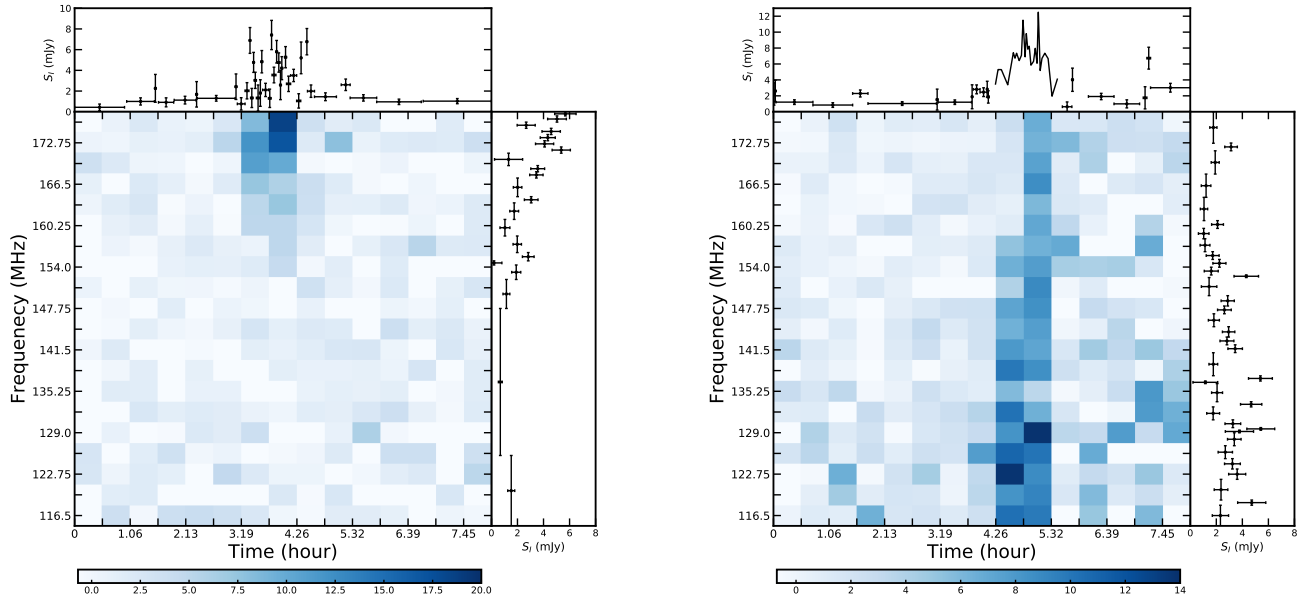 10
8
6
4
2
0
S_I (mJy)
172.75
166.5
160.25
154.0
147.75
141.5
135.25
129.0
122.75
116.5
Frequenecy (MHz)
0 1.06 2.13 3.19 4.26 5.32 6.39 7.45
Time (hour)
0 2 4 6 8
S_I (mJy)
0.0 2.5 5.0 7.5 10.0 12.5 15.0 17.5 20.0
12
10
8
6
4
2
0
S_I (mJy)
172.75
166.5
160.25
154.0
147.75
141.5
135.25
129.0
122.75
116.5
Frequenecy (MHz)
0 1.06 2.13 3.19 4.26 5.32 6.39 7.45
Time (hour)
0 2 4 6 8
S_I (mJy)
0 2 4 6 8 10 12 14